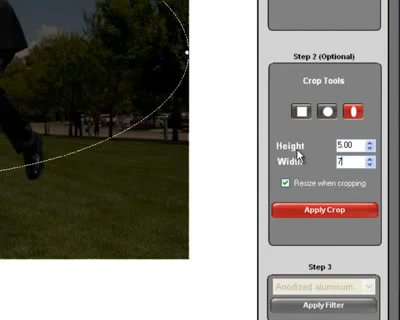 Step 2 (Optional)
Crop Tools
Height 5.00
Width 7
Resize when cropping
Apply Crop
Step 3
Anodized aluminum
Apply Filter